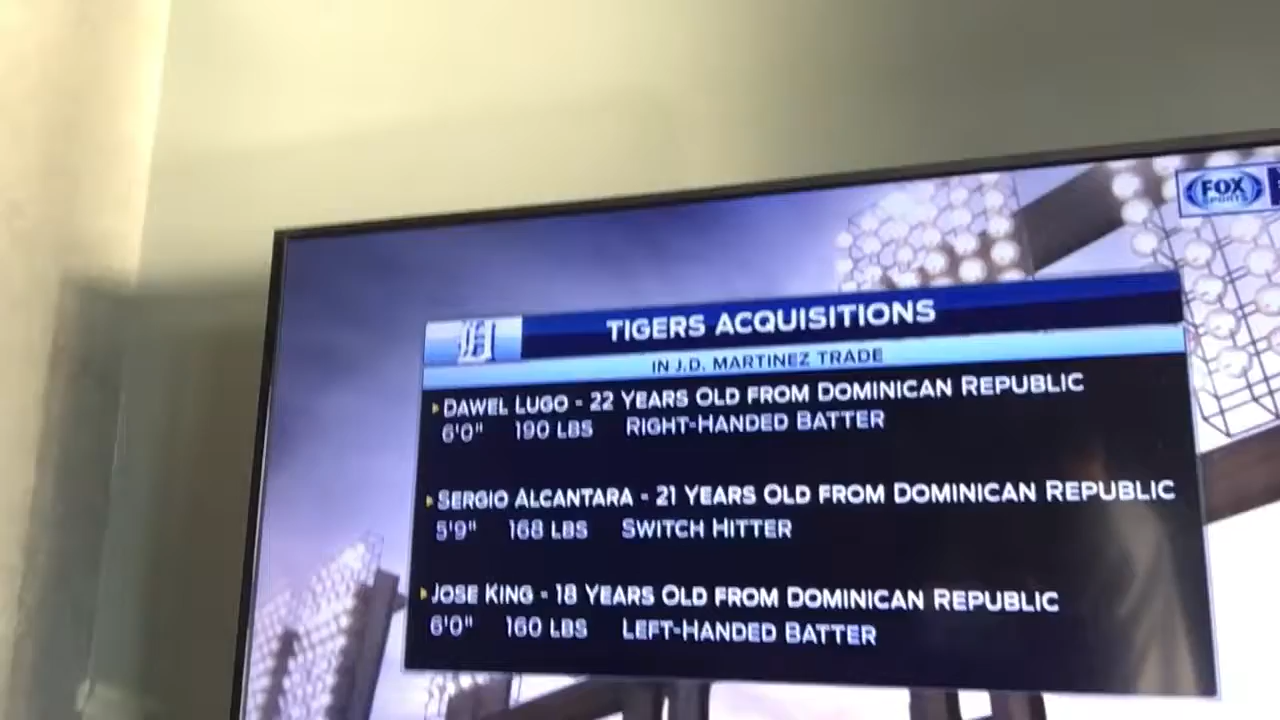 FOX
SPORTS
TIGERS ACQUISITIONS
IN J.D. MARTINEZ TRADE
DAWEL LUGO - 22 YEARS OLD FROM DOMINICAN REPUBLIC
6'0" 190 LBS RIGHT-HANDED BATTER
SERGIO ALCANTARA - 21 YEARS OLD FROM DOMINICAN REPUBLIC
5'9" 168 LBS SWITCH HITTER
JOSE KING - 18 YEARS OLD FROM DOMINICAN REPUBLIC
6'0" 160 LBS LEFT-HANDED BATTER